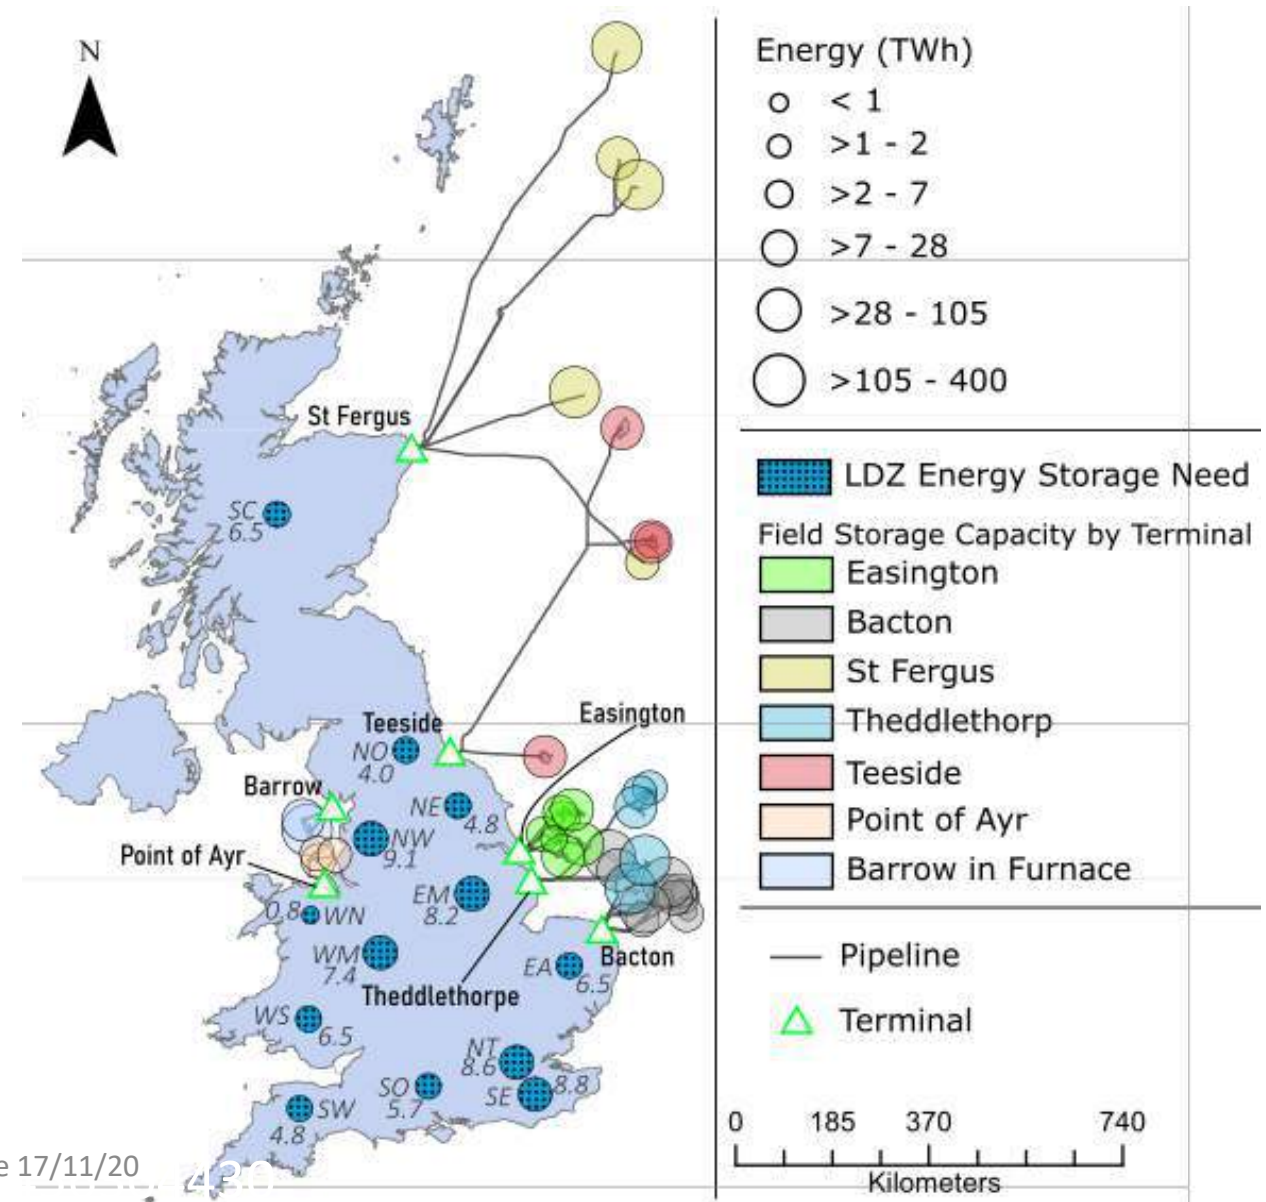 N
St Fergus
SC
6.5
Teeside
Easington
NO
4.0
Barrow
NE
4.8
NW
9.1
Point of Ayr
EM
8.2
0.8
WN
WM
7.4
Bacton
EA
6.5
Theddlethorpe
WS
6.5
NT
8.6
SO
5.7
SE
8.8
SW
4.8
e 17/11/20
Energy (TWh)
< 1
>1 - 2
>2 - 7
>7 - 28
>28 - 105
>105 - 400
LDZ Energy Storage Need
Field Storage Capacity by Terminal
Easington
Bacton
St Fergus
Theddlethorp
Teeside
Point of Ayr
Barrow in Furnace
Pipeline
Terminal
0 185 370 740
Kilometers